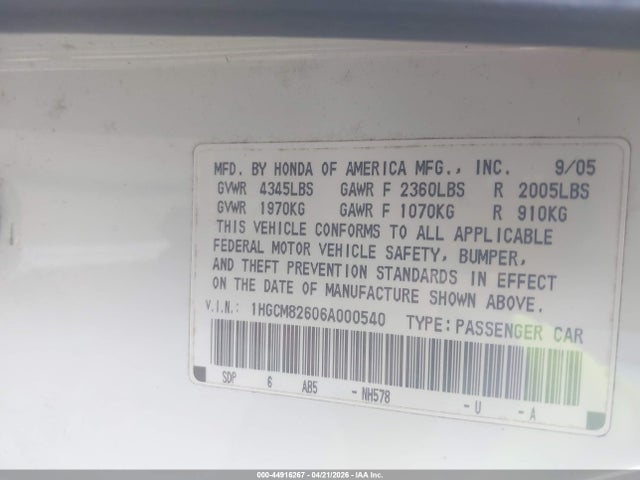 MFD. BY HONDA OF AMERICA MFG., INC. 9/05
GVWR 4345LBS GAWR F 2360LBS R 2005LBS
GVWR 1970KG GAWR F 1070KG R 910KG
THIS VEHICLE CONFORMS TO ALL APPLICABLE
FEDERAL MOTOR VEHICLE SAFETY, BUMPER,
AND THEFT PREVENTION STANDARDS IN EFFECT
ON THE DATE OF MANUFACTURE SHOWN ABOVE.
V.I.N.: 1HGCM82606A000540 TYPE: PASSENGER CAR
SDP 6 AB5 - NH578 - U - A
000-44916267 - 04/21/2026 - IAA Inc.